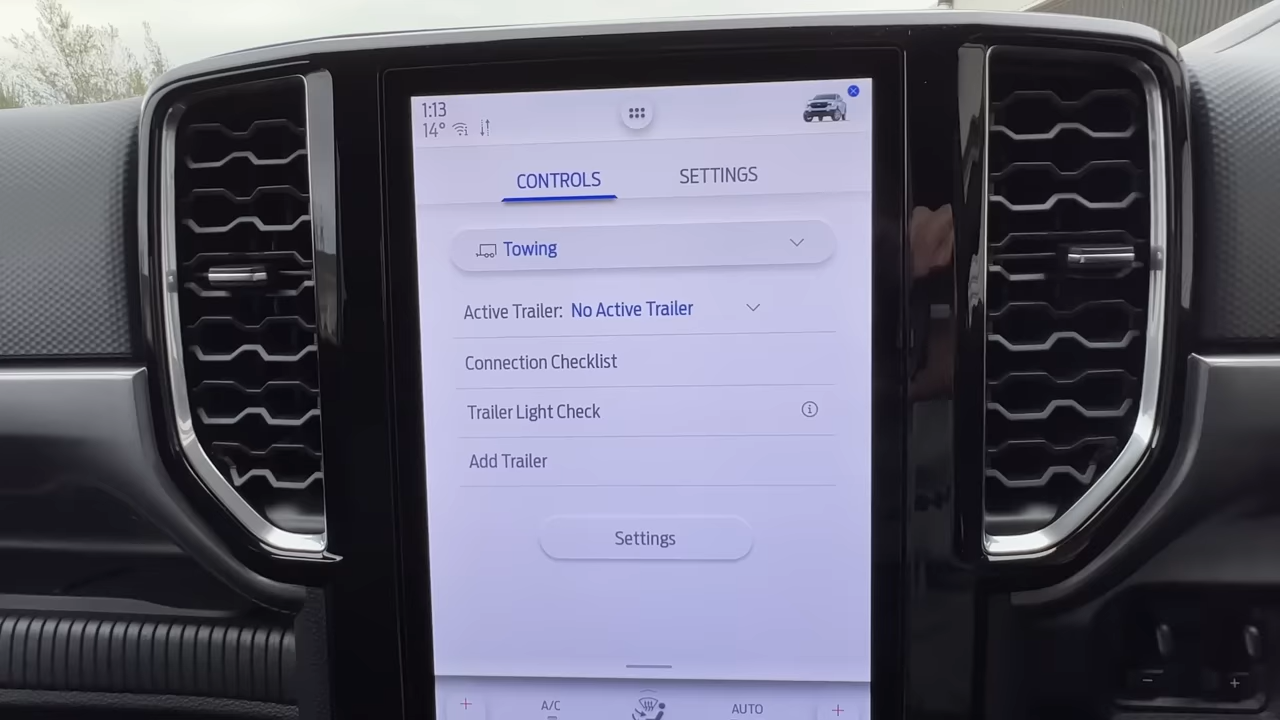 1:13
14°
CONTROLS SETTINGS
Towing
Active Trailer: No Active Trailer
Connection Checklist
Trailer Light Check
Add Trailer
Settings
+ A/C AUTO +
− +